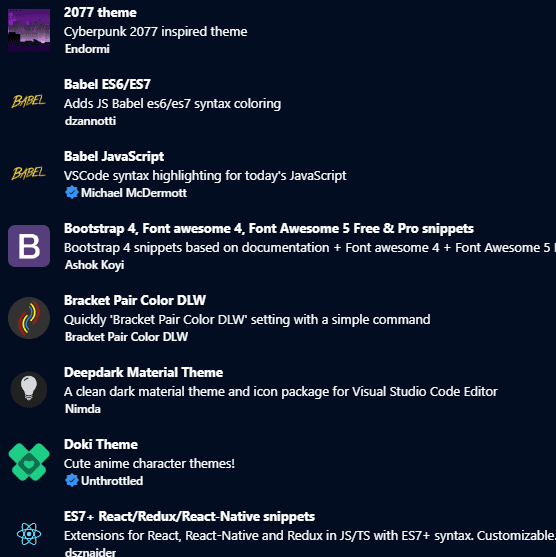 2077 theme
Cyberpunk 2077 inspired theme
Endormi
BABEL
Babel ES6/ES7
Adds JS Babel es6/es7 syntax coloring
dzannotti
BABEL
Babel JavaScript
VSCode syntax highlighting for today's JavaScript
Michael McDermott
B
Bootstrap 4, Font awesome 4, Font Awesome 5 Free & Pro snippets
Bootstrap 4 snippets based on documentation + Font awesome 4 + Font Awesome 5
Ashok Koyi
Bracket Pair Color DLW
Quickly 'Bracket Pair Color DLW' setting with a simple command
Bracket Pair Color DLW
Deepdark Material Theme
A clean dark material theme and icon package for Visual Studio Code Editor
Nimda
Doki Theme
Cute anime character themes!
Unthrottled
ES7+ React/Redux/React-Native snippets
Extensions for React, React-Native and Redux in JS/TS with ES7+ syntax. Customizable.
dsznajder